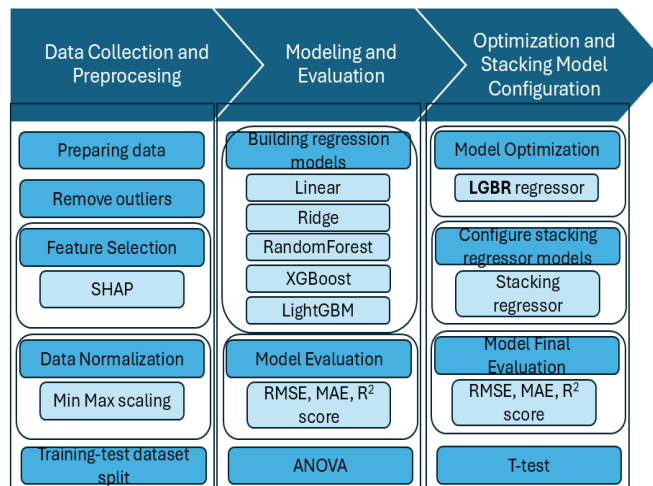 Data Collection and
Preprocesing
Modeling and
Evaluation
Optimization and
Stacking Model
Configuration
Preparing data
Remove outliers
Feature Selection
SHAP
Data Normalization
Min Max scaling
Training-test dataset
split
Building regression
models
Linear
Ridge
RandomForest
XGBoost
LightGBM
Model Evaluation
RMSE, MAE, R²
score
ANOVA
Model Optimization
LGBR regressor
Configure stacking
regressor models
Stacking
regressor
Model Final
Evaluation
RMSE, MAE, R²
score
T-test